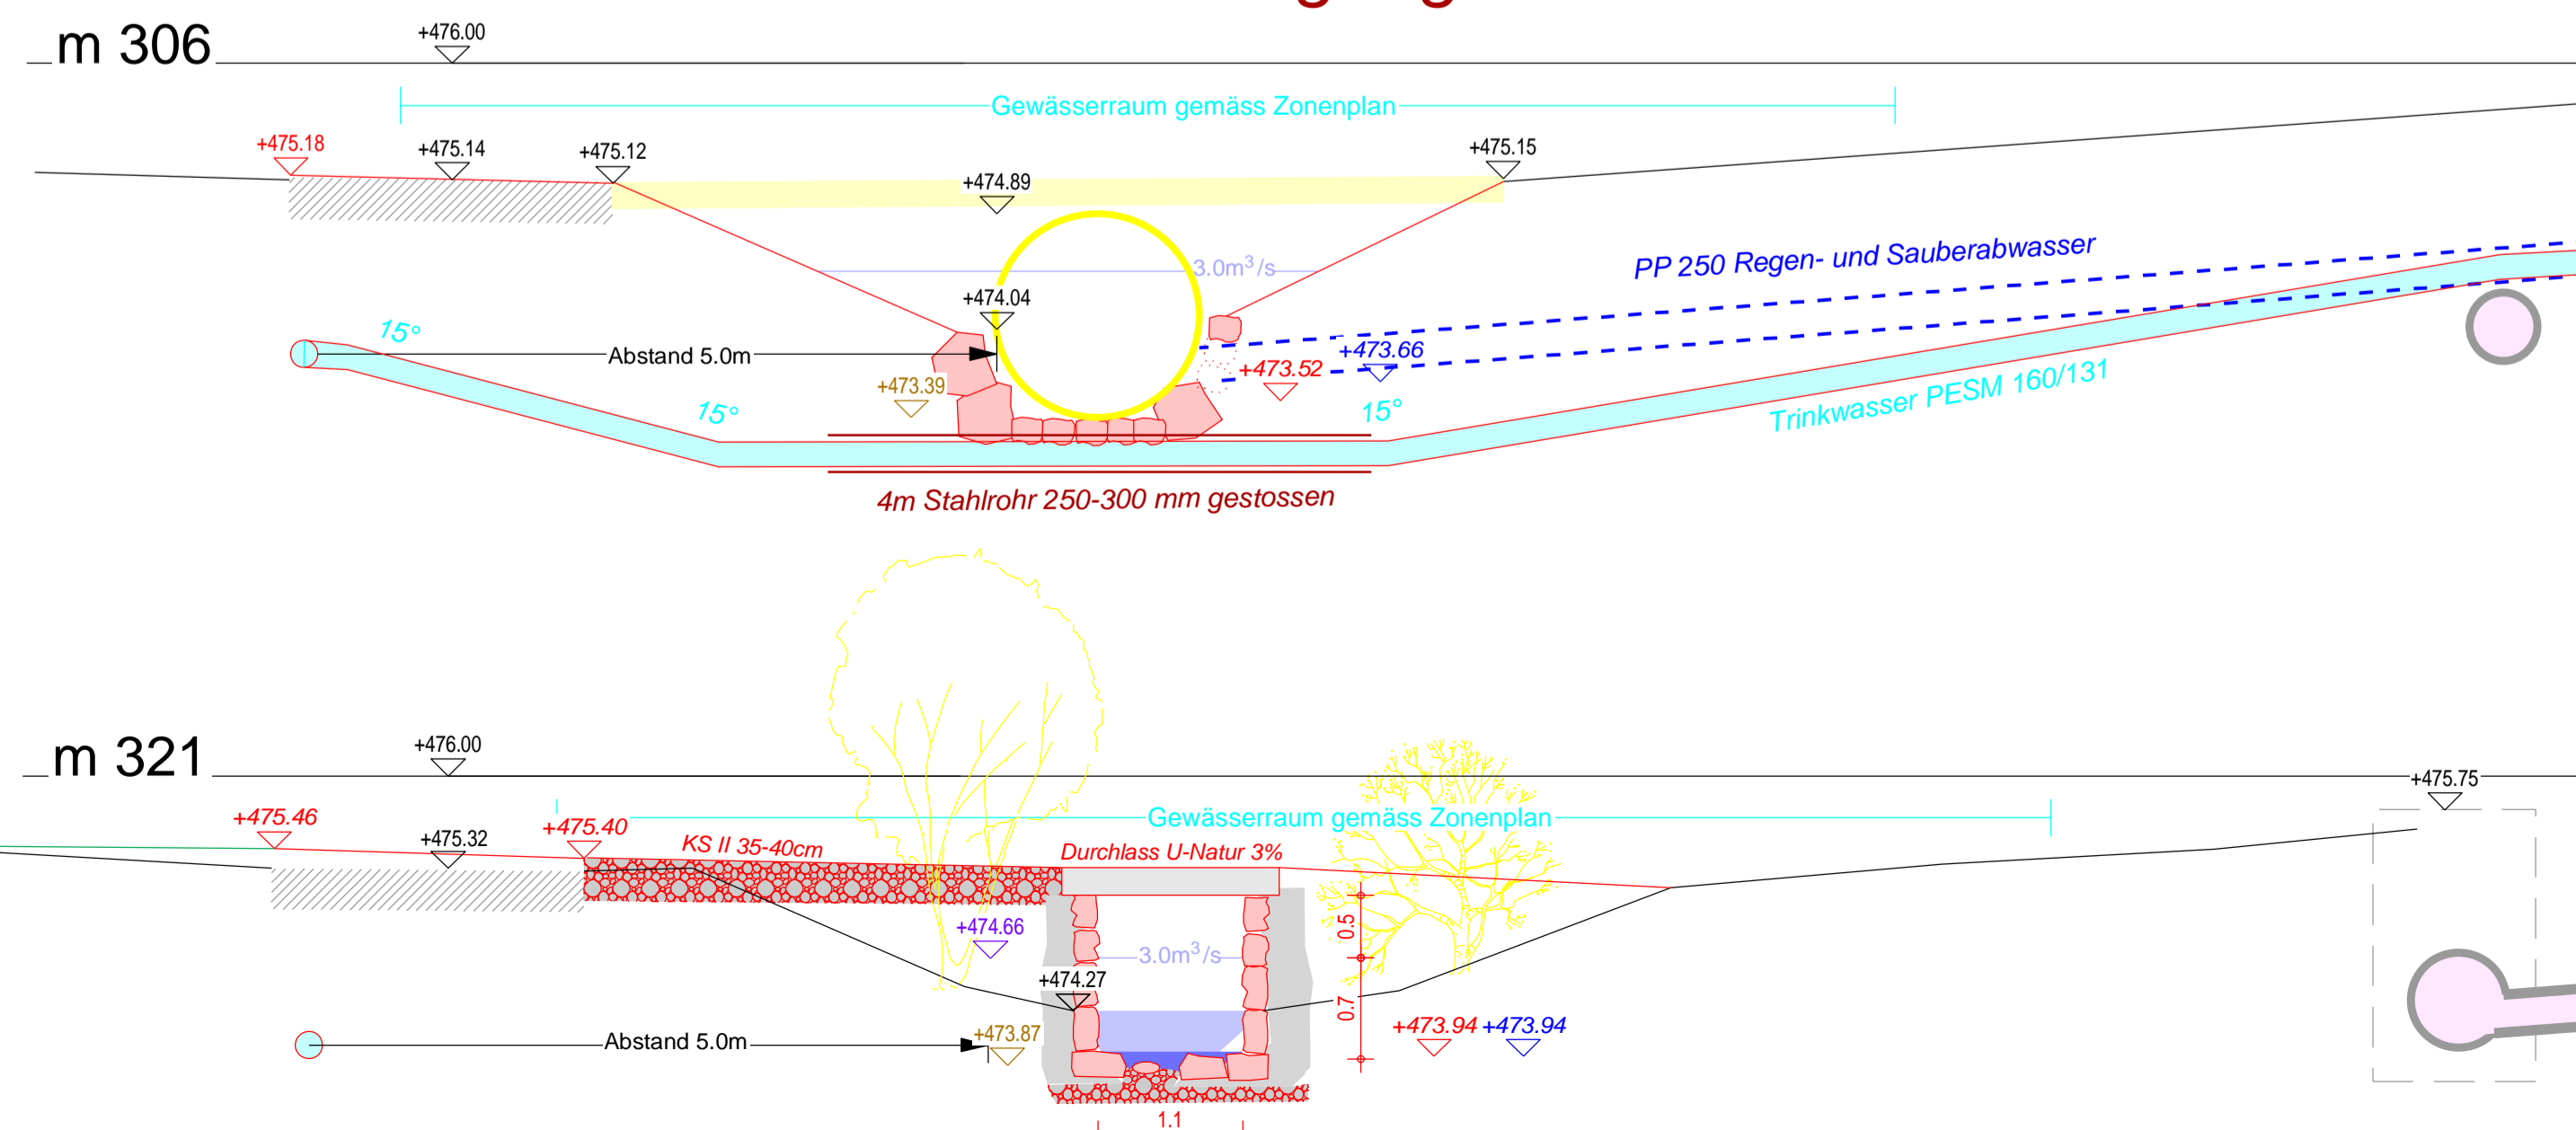 m 306
+476.00
Gewässerraum gemäss Zonenplan
+475.18
+475.14
+475.12
+474.89
+475.15
3.0m³/s
PP 250 Regen- und Sauberabwasser
+474.04
15°
Abstand 5.0m
+473.39
+473.52
+473.66
15°
15°
Trinkwasser PESM 160/131
4m Stahlrohr 250-300 mm gestossen
m 321
+476.00
+475.75
+475.46
+475.32
+475.40
Gewässerraum gemäss Zonenplan
KS II 35-40cm
Durchlass U-Natur 3%
+474.66
0.5
3.0m³/s
+474.27
0.7
Abstand 5.0m
+473.87
+473.94
+473.94
1.1